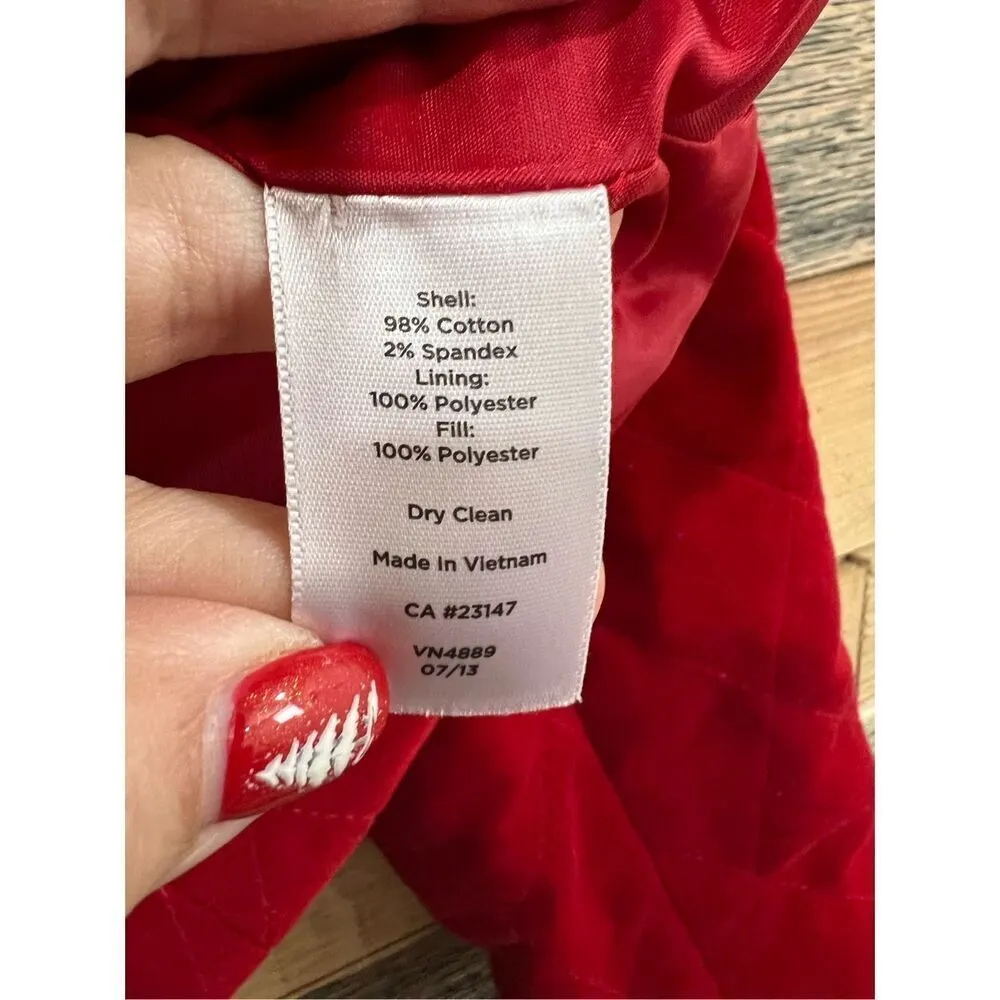 Shell:
98% Cotton
2% Spandex
Lining:
100% Polyester
Fill:
100% Polyester
Dry Clean
Made In Vietnam
CA #23147
VN4889
07/13